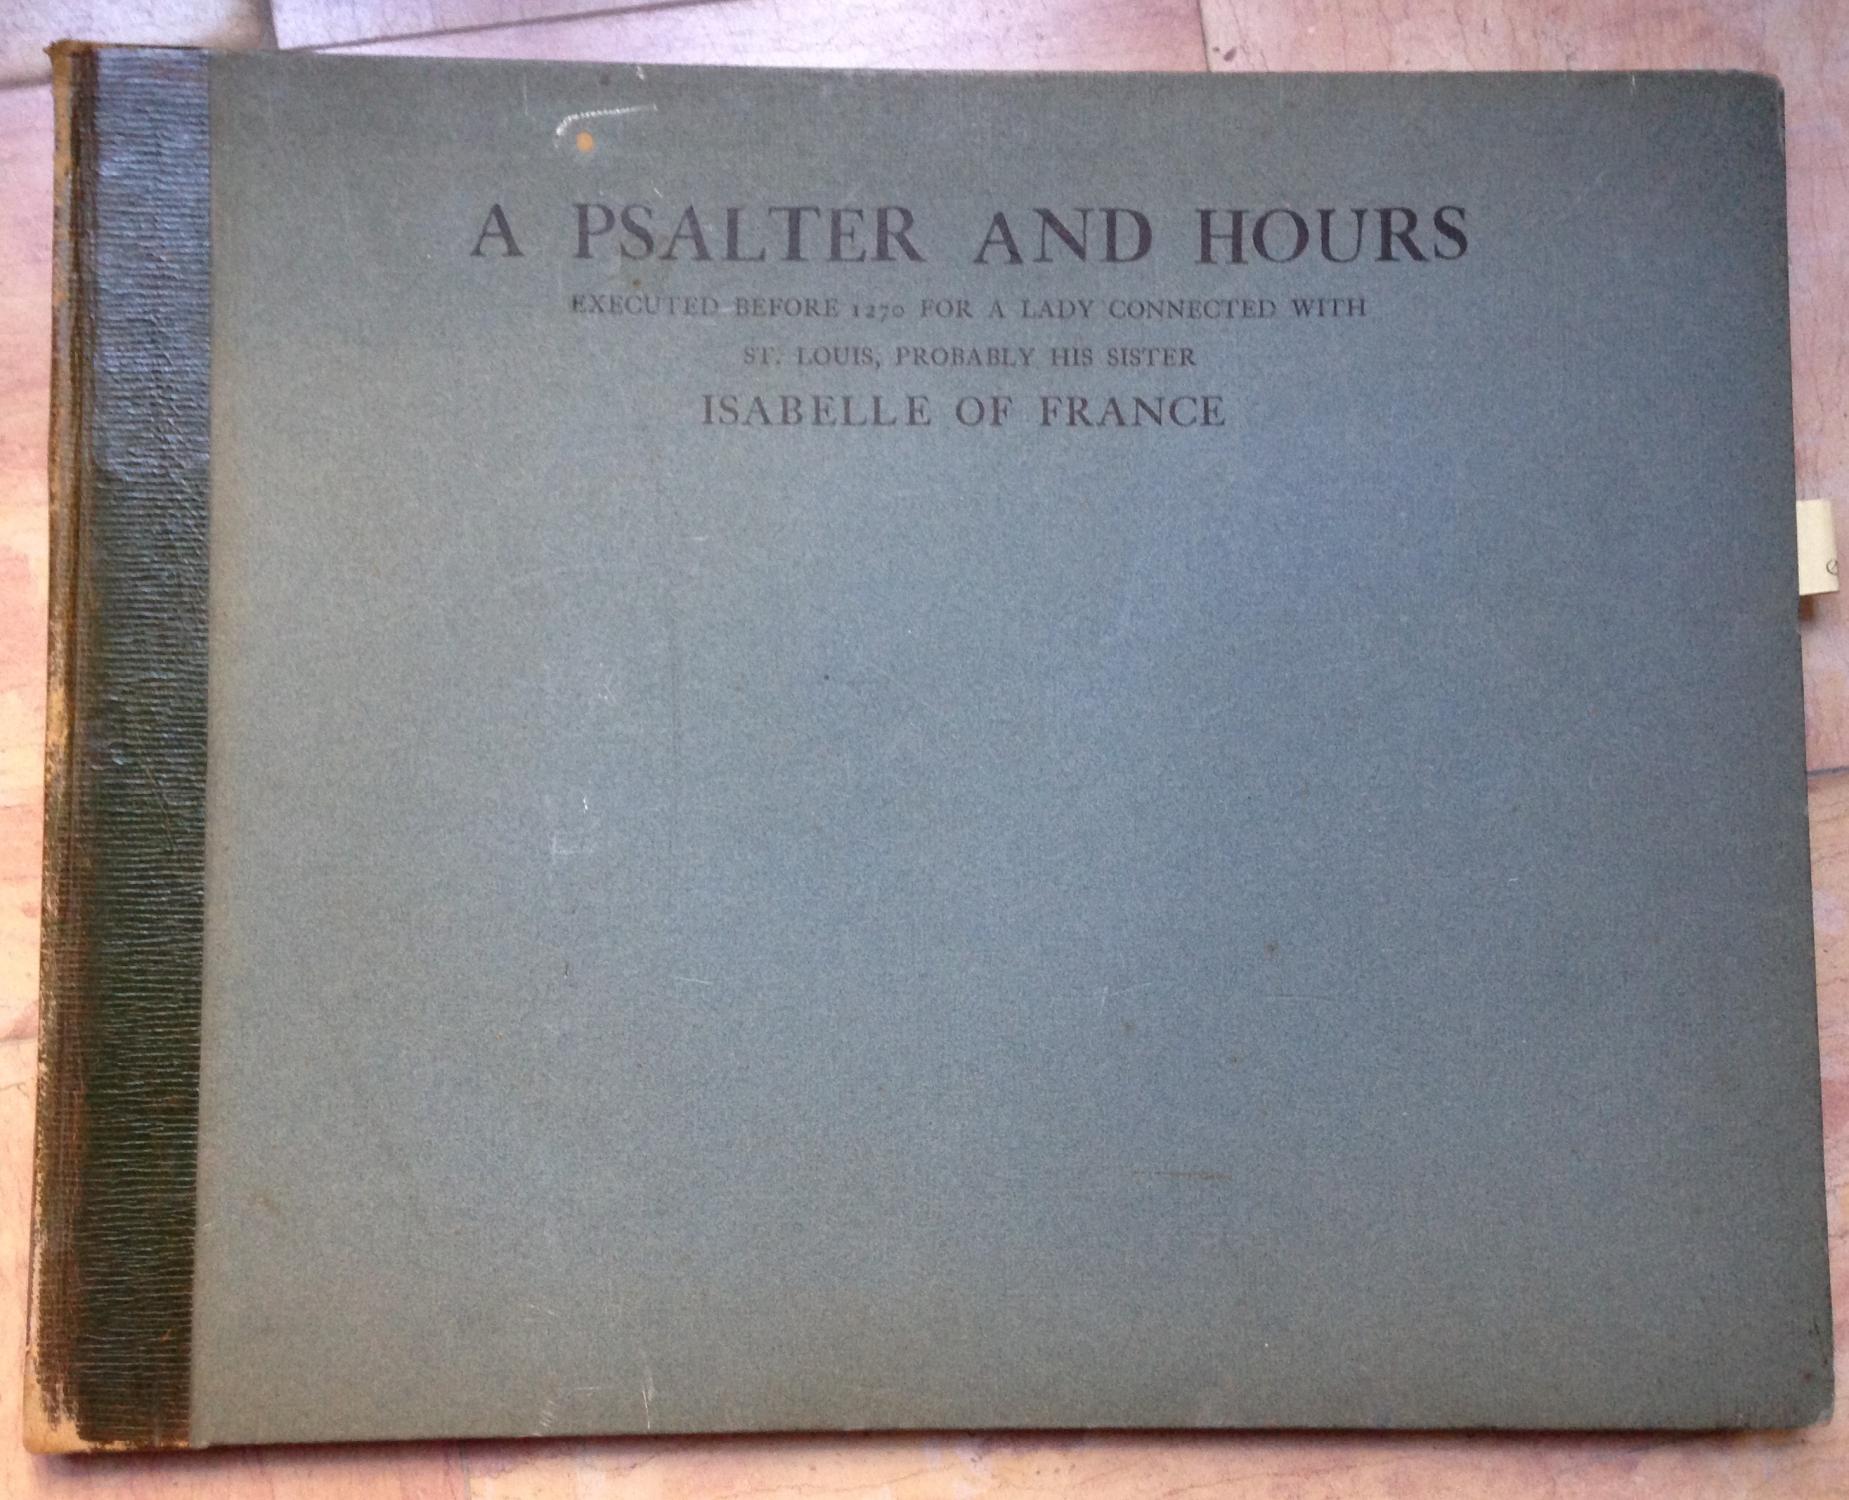 A PSALTER AND HOURS
EXECUTED BEFORE 1270 FOR A LADY CONNECTED WITH
ST. LOUIS, PROBABLY HIS SISTER
ISABELLE OF FRANCE